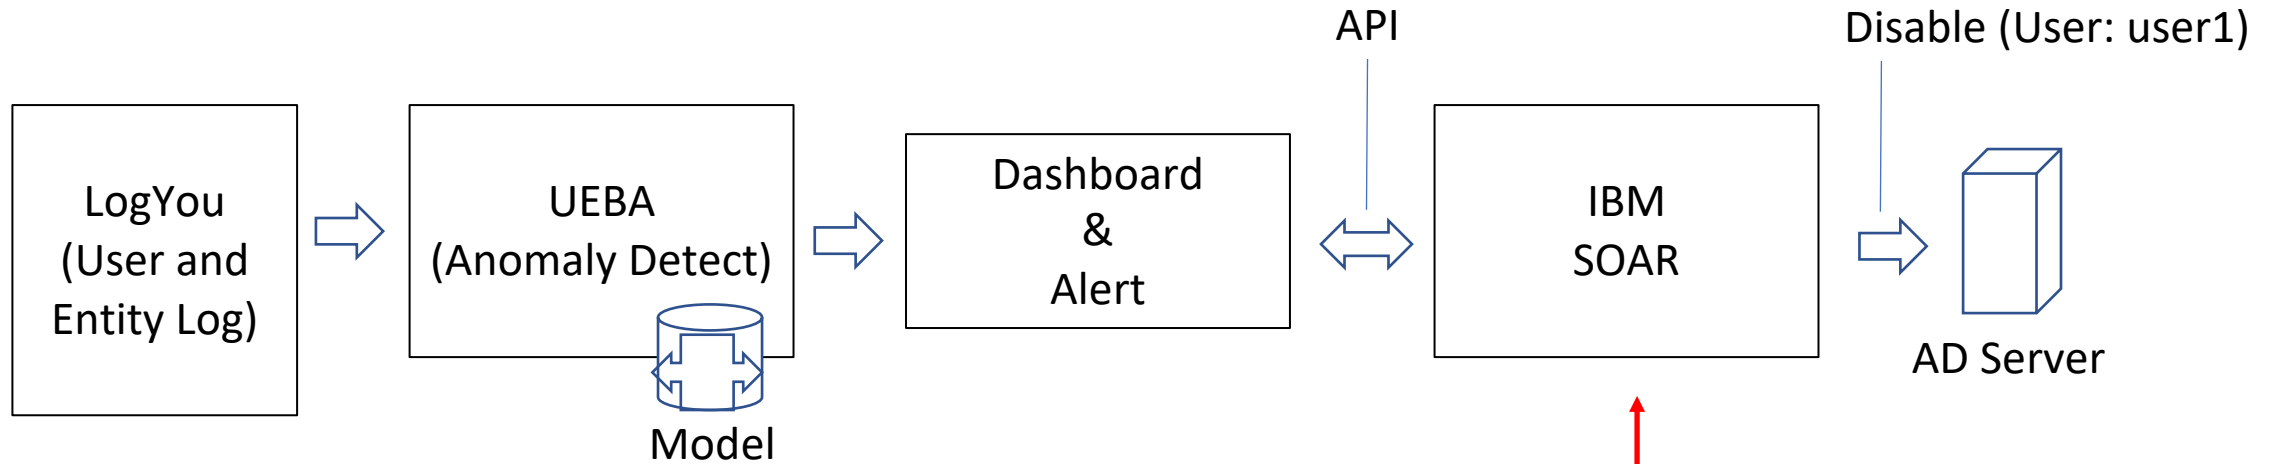 API
Disable (User: user1)
LogYou
(User and
Entity Log)
UEBA
(Anomaly Detect)
Model
Dashboard
&
Alert
IBM
SOAR
AD Server